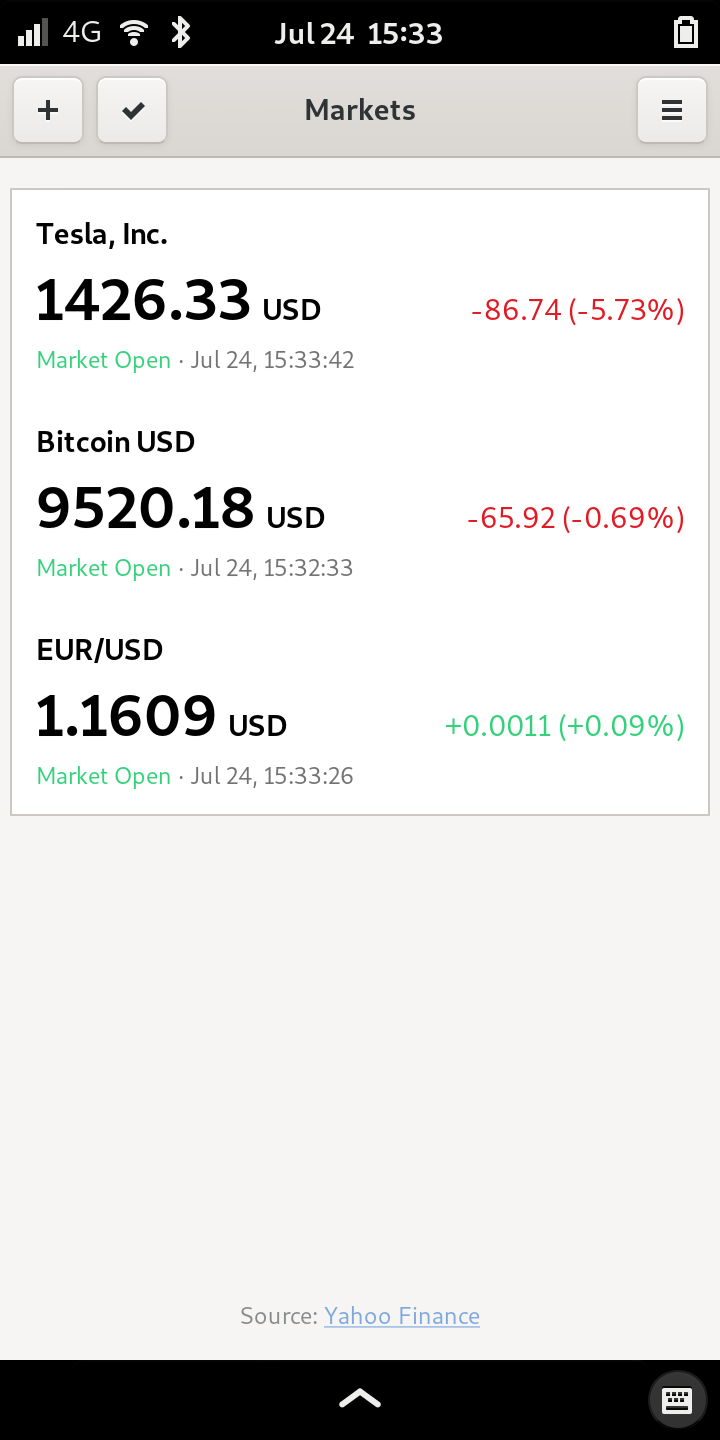 4G Jul 24 15:33
Markets
Tesla, Inc.
1426.33 USD -86.74 (-5.73%)
Market Open · Jul 24, 15:33:42
Bitcoin USD
9520.18 USD -65.92 (-0.69%)
Market Open · Jul 24, 15:32:33
EUR/USD
1.1609 USD +0.0011 (+0.09%)
Market Open · Jul 24, 15:33:26
Source: Yahoo Finance